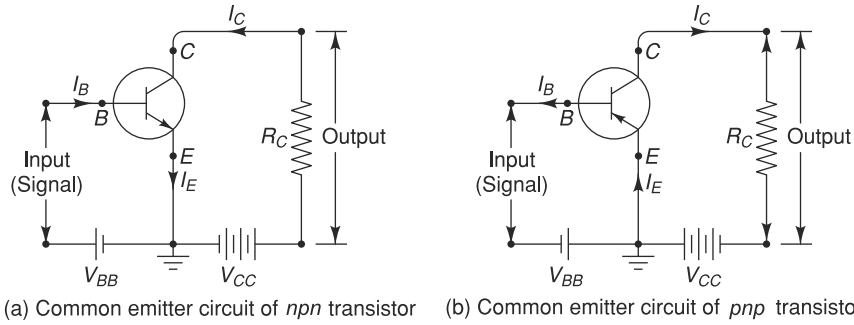 I_C
C
I_B
B
Input
(Signal)
E
I_E
R_C
Output
V_BB
V_CC
(a) Common emitter circuit of npn transistor
I_C
C
I_B
B
Input
(Signal)
E
I_E
R_C
Output
V_BB
V_CC
(b) Common emitter circuit of pnp transisto